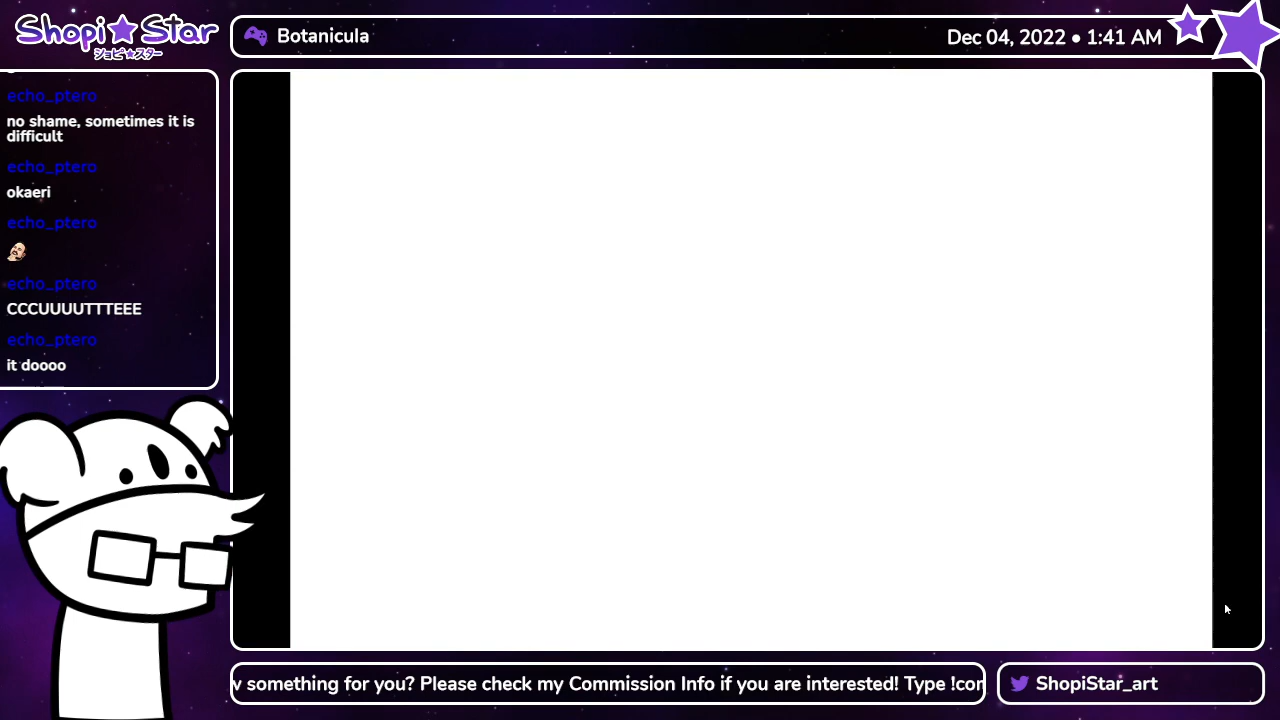 Shopi★Star
ショピ★スター
Botanicula
Dec 04, 2022 • 1:41 AM
echo_ptero
no shame, sometimes it is
difficult
echo_ptero
okaeri
echo_ptero
echo_ptero
CCCUUUUTTTEEE
echo_ptero
it doooo
something for you? Please check my Commission Info if you are interested! Type
ShopiStar_art